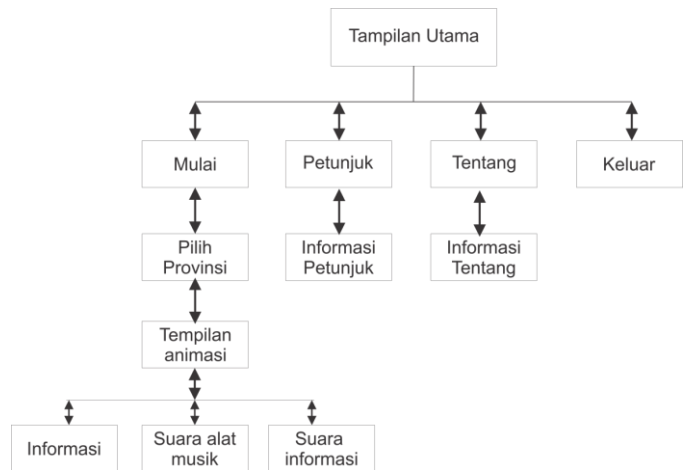 Tampilan Utama
Mulai
Petunjuk
Tentang
Keluar
Pilih
Provinsi
Informasi
Petunjuk
Informasi
Tentang
Tempilan
animasi
Informasi
Suara alat
musik
Suara
informasi